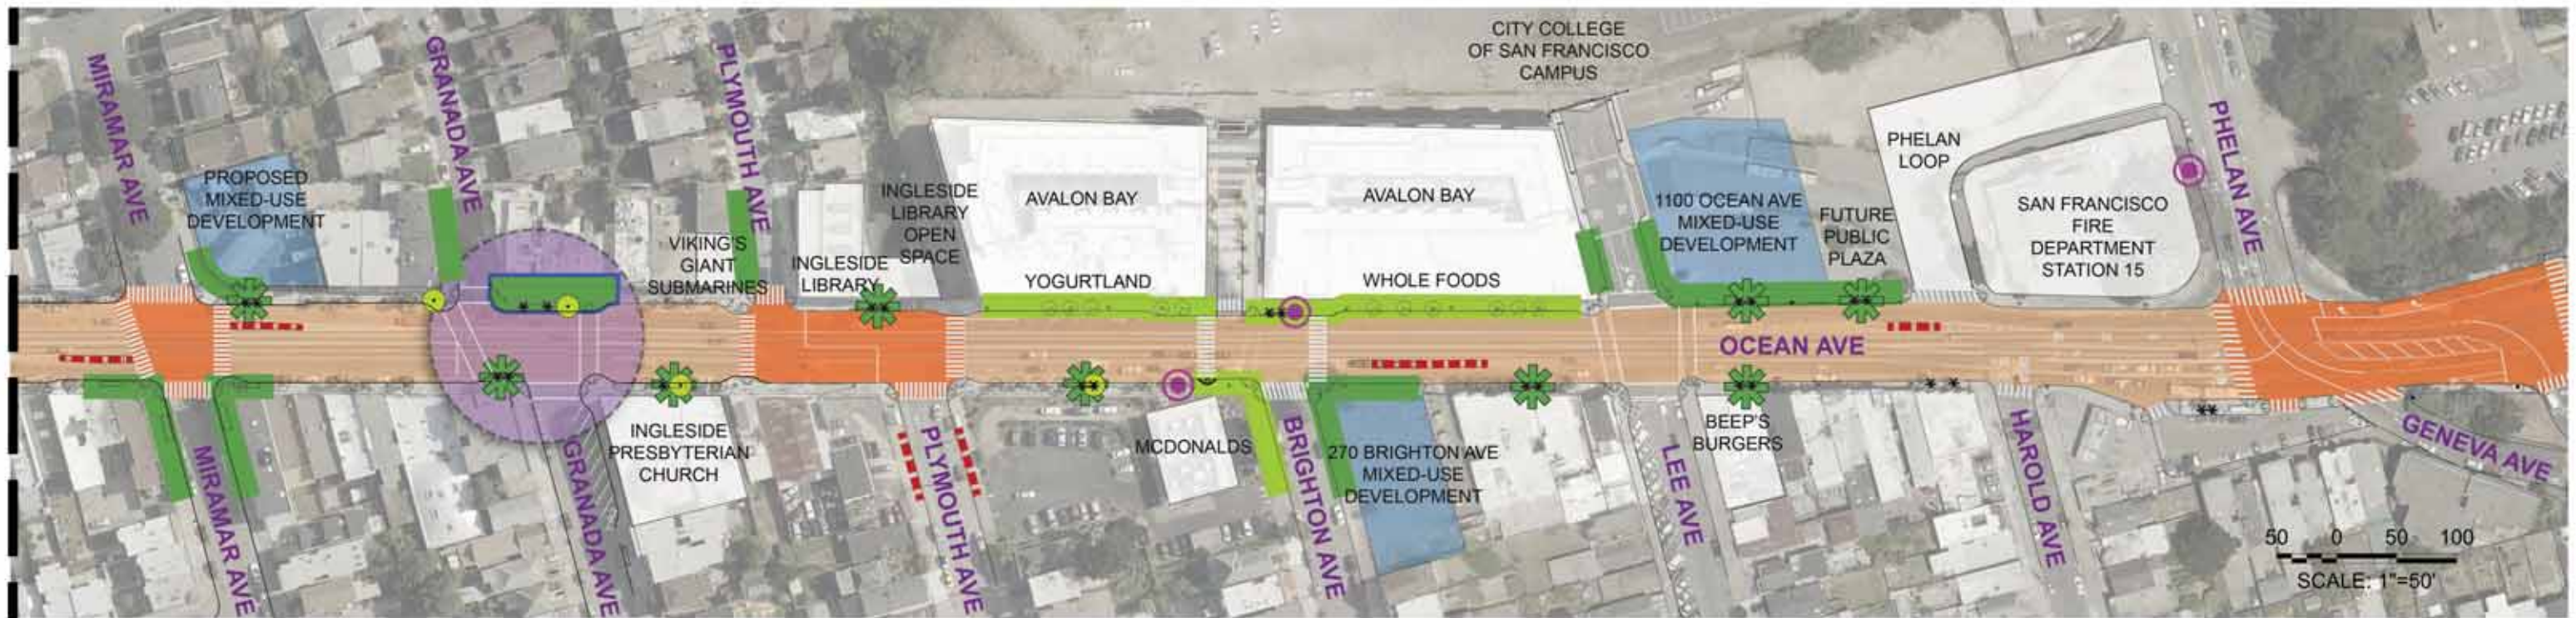 MIRAMAR AVE
GRANADA AVE
PLYMOUTH AVE
CITY COLLEGE
OF SAN FRANCISCO
CAMPUS
PHELAN AVE
PROPOSED
MIXED-USE
DEVELOPMENT
VIKING'S
GIANT
SUBMARINES
INGLESIDE
LIBRARY
INGLESIDE
LIBRARY
OPEN
SPACE
AVALON BAY
YOGURTLAND
AVALON BAY
WHOLE FOODS
1100 OCEAN AVE
MIXED-USE
DEVELOPMENT
FUTURE
PUBLIC
PLAZA
PHELAN
LOOP
SAN FRANCISCO
FIRE
DEPARTMENT
STATION 15
OCEAN AVE
MIRAMAR AVE
GRANADA AVE
INGLESIDE
PRESBYTERIAN
CHURCH
PLYMOUTH AVE
MCDONALDS
BRIGHTON AVE
270 BRIGHTON AVE
MIXED-USE
DEVELOPMENT
LEE AVE
BEEP'S
BURGERS
HAROLD AVE
GENEVA AVE
50 0 50 100
SCALE: 1"=50'